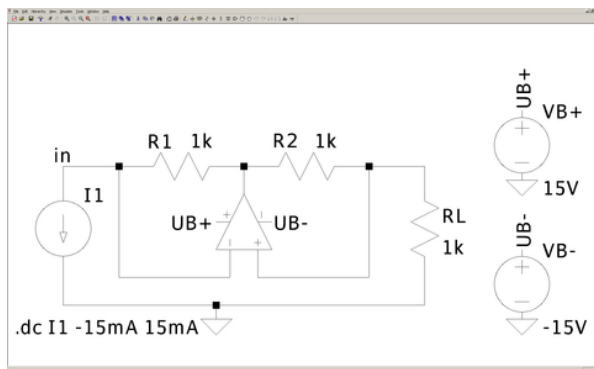 UB+
VB+
R1 1k
R2 1k
in
I1
UB+
UB-
15V
RL
1k
UB-
VB-
.dc I1 -15mA 15mA
-15V